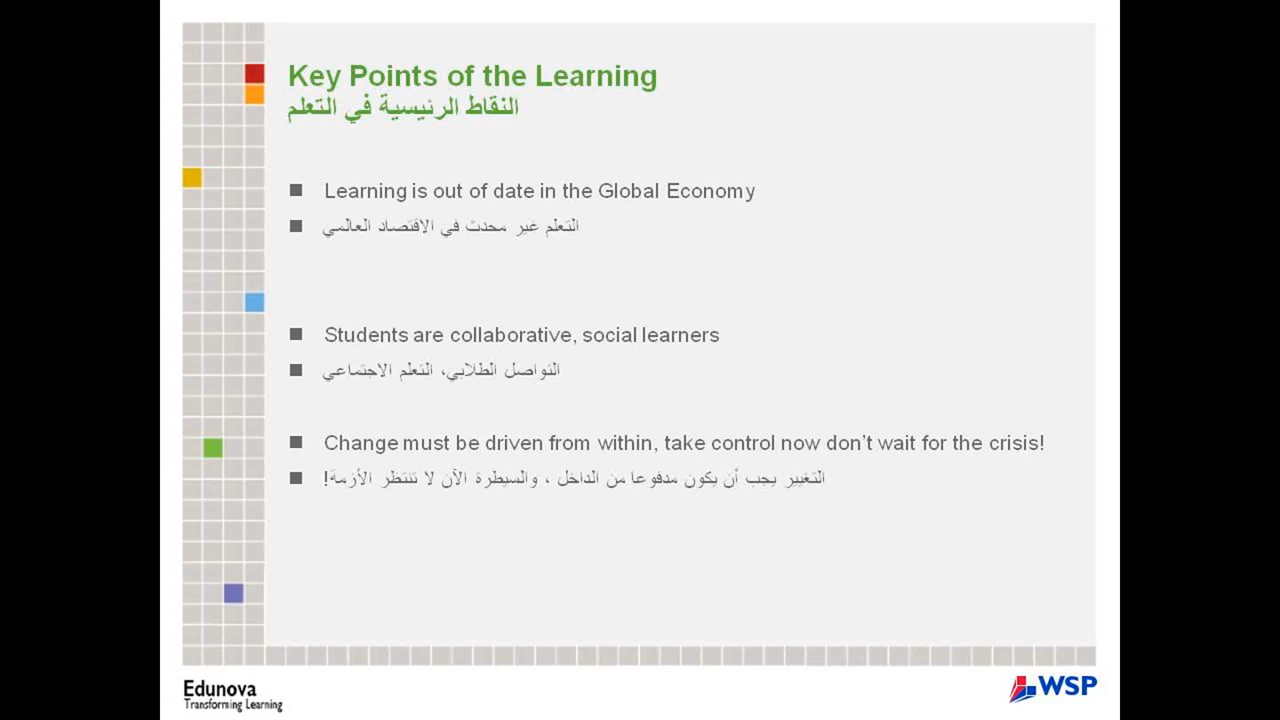 Key Points of the Learning
النقاط الرئيسية في التعلم
Learning is out of date in the Global Economy
التعلم غير محدث في الاقتصاد العالمي
Students are collaborative, social learners
التواصل الطلابي، التعلم الاجتماعي
Change must be driven from within, take control now don’t wait for the crisis!
التغيير يجب أن يكون مدفوعا من الداخل ، والسيطرة الآن لا تنتظر الأزمة!
Edunova
Transforming Learning
WSP